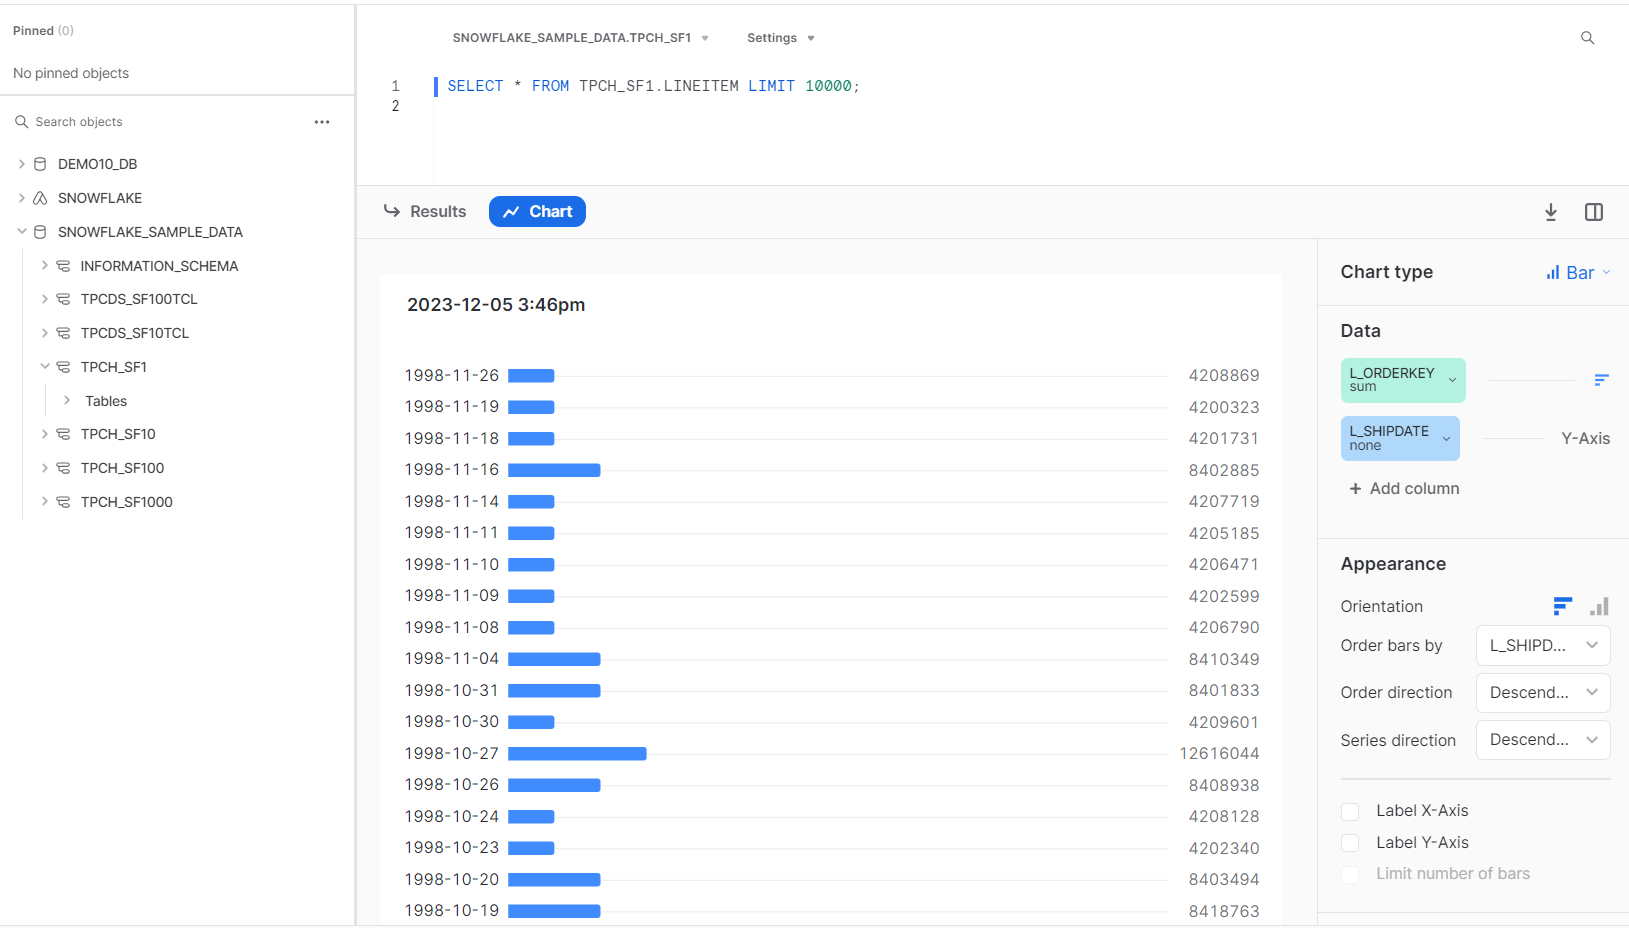 Pinned (0)
No pinned objects
Search objects
DEMO10_DB
SNOWFLAKE
SNOWFLAKE_SAMPLE_DATA
INFORMATION_SCHEMA
TPCDS_SF100TCL
TPCDS_SF10TCL
TPCH_SF1
Tables
TPCH_SF10
TPCH_SF100
TPCH_SF1000
SNOWFLAKE_SAMPLE_DATA.TPCH_SF1 Settings
1 SELECT * FROM TPCH_SF1.LINEITEM LIMIT 10000;
2
Results Chart
2023-12-05 3:46pm
1998-11-26 4208869
1998-11-19 4200323
1998-11-18 4201731
1998-11-16 8402885
1998-11-14 4207719
1998-11-11 4205185
1998-11-10 4206471
1998-11-09 4202599
1998-11-08 4206790
1998-11-04 8410349
1998-10-31 8401833
1998-10-30 4209601
1998-10-27 12616044
1998-10-26 8408938
1998-10-24 4208128
1998-10-23 4202340
1998-10-20 8403494
1998-10-19 8418763
Chart type Bar
Data
L_ORDERKEY
sum
L_SHIPDATE
none
Y-Axis
+ Add column
Appearance
Orientation
Order bars by L_SHIPD...
Order direction Descend...
Series direction Descend...
Label X-Axis
Label Y-Axis
Limit number of bars